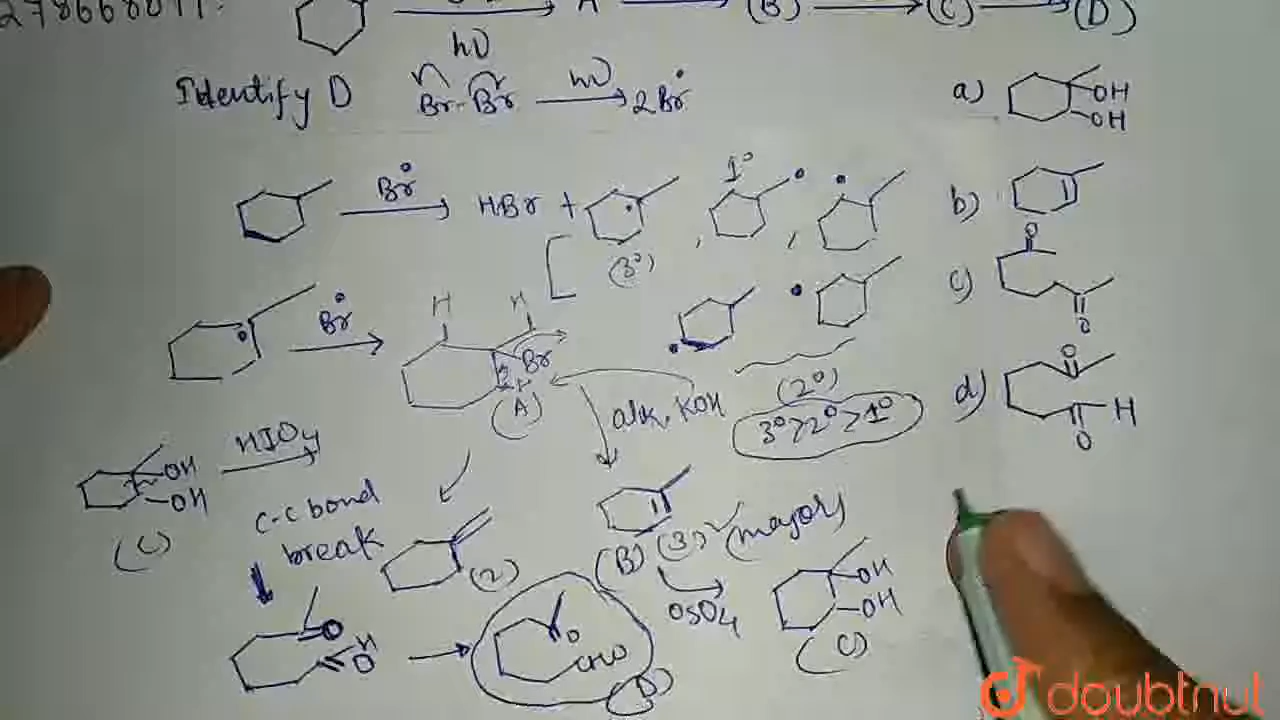 A (B) (C) (D)
hν
Identify D Br-Br hν 2Br
a) OH
OH
Br HBr + 1°
, , b)
(3°)
c) O
O
Br H H
Br
H
(A)
alk. KOH
(2°)
3°>2°>1°
d) O
H
O
OH
OH
(C)
HIO4
C-C bond
break
(2)
(B) (3) (major)
OsO4
OH
OH
(C)
O
H
O
O
CHO
(D)
doubtnut